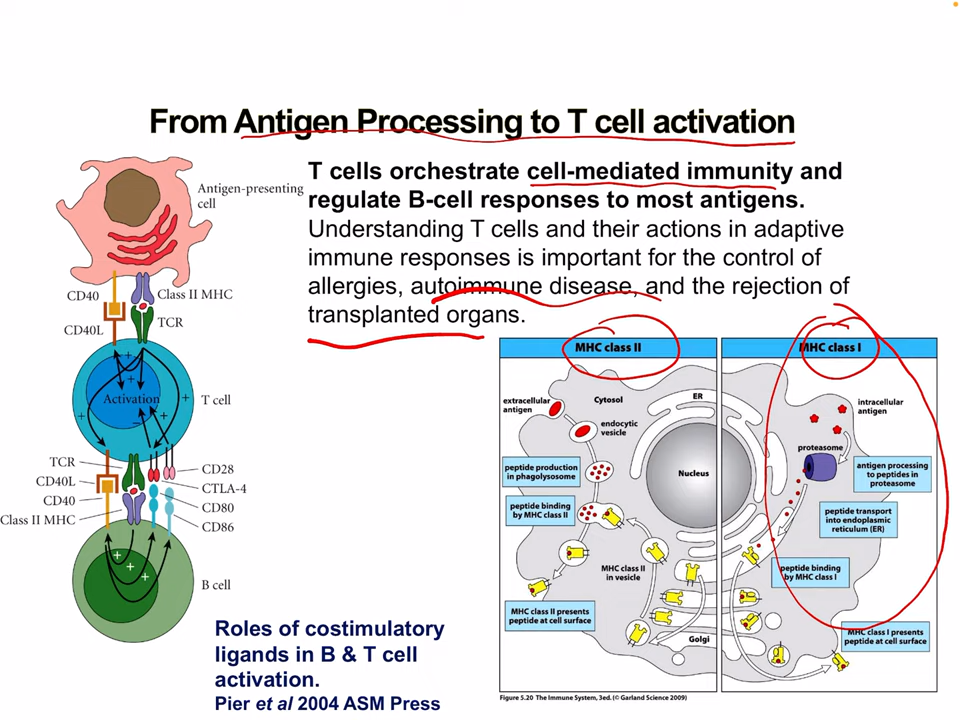 From Antigen Processing to T cell activation
T cells orchestrate cell-mediated immunity and
regulate B-cell responses to most antigens.
Understanding T cells and their actions in adaptive
immune responses is important for the control of
allergies, autoimmune disease, and the rejection of
transplanted organs.
Antigen-presenting
cell
CD40
Class II MHC
CD40L
TCR
+
+
Activation
+
+
+
−
T cell
TCR
CD40L
CD40
Class II MHC
CD28
CTLA-4
CD80
CD86
+
+
+
B cell
Roles of costimulatory
ligands in B & T cell
activation.
Pier et al 2004 ASM Press
MHC class II
extracellular
antigen
Cytosol
ER
endocytic
vesicle
peptide production
in phagolysosome
Nucleus
peptide binding
by MHC class II
MHC class II
in vesicle
MHC class II presents
peptide at cell surface
Golgi
MHC class I
intracellular
antigen
proteasome
antigen processing
to peptides in
proteasome
peptide transport
into endoplasmic
reticulum (ER)
peptide binding
by MHC class I
MHC class I presents
peptide at cell surface
Figure 5.20 The Immune System, 3ed. (© Garland Science 2009)